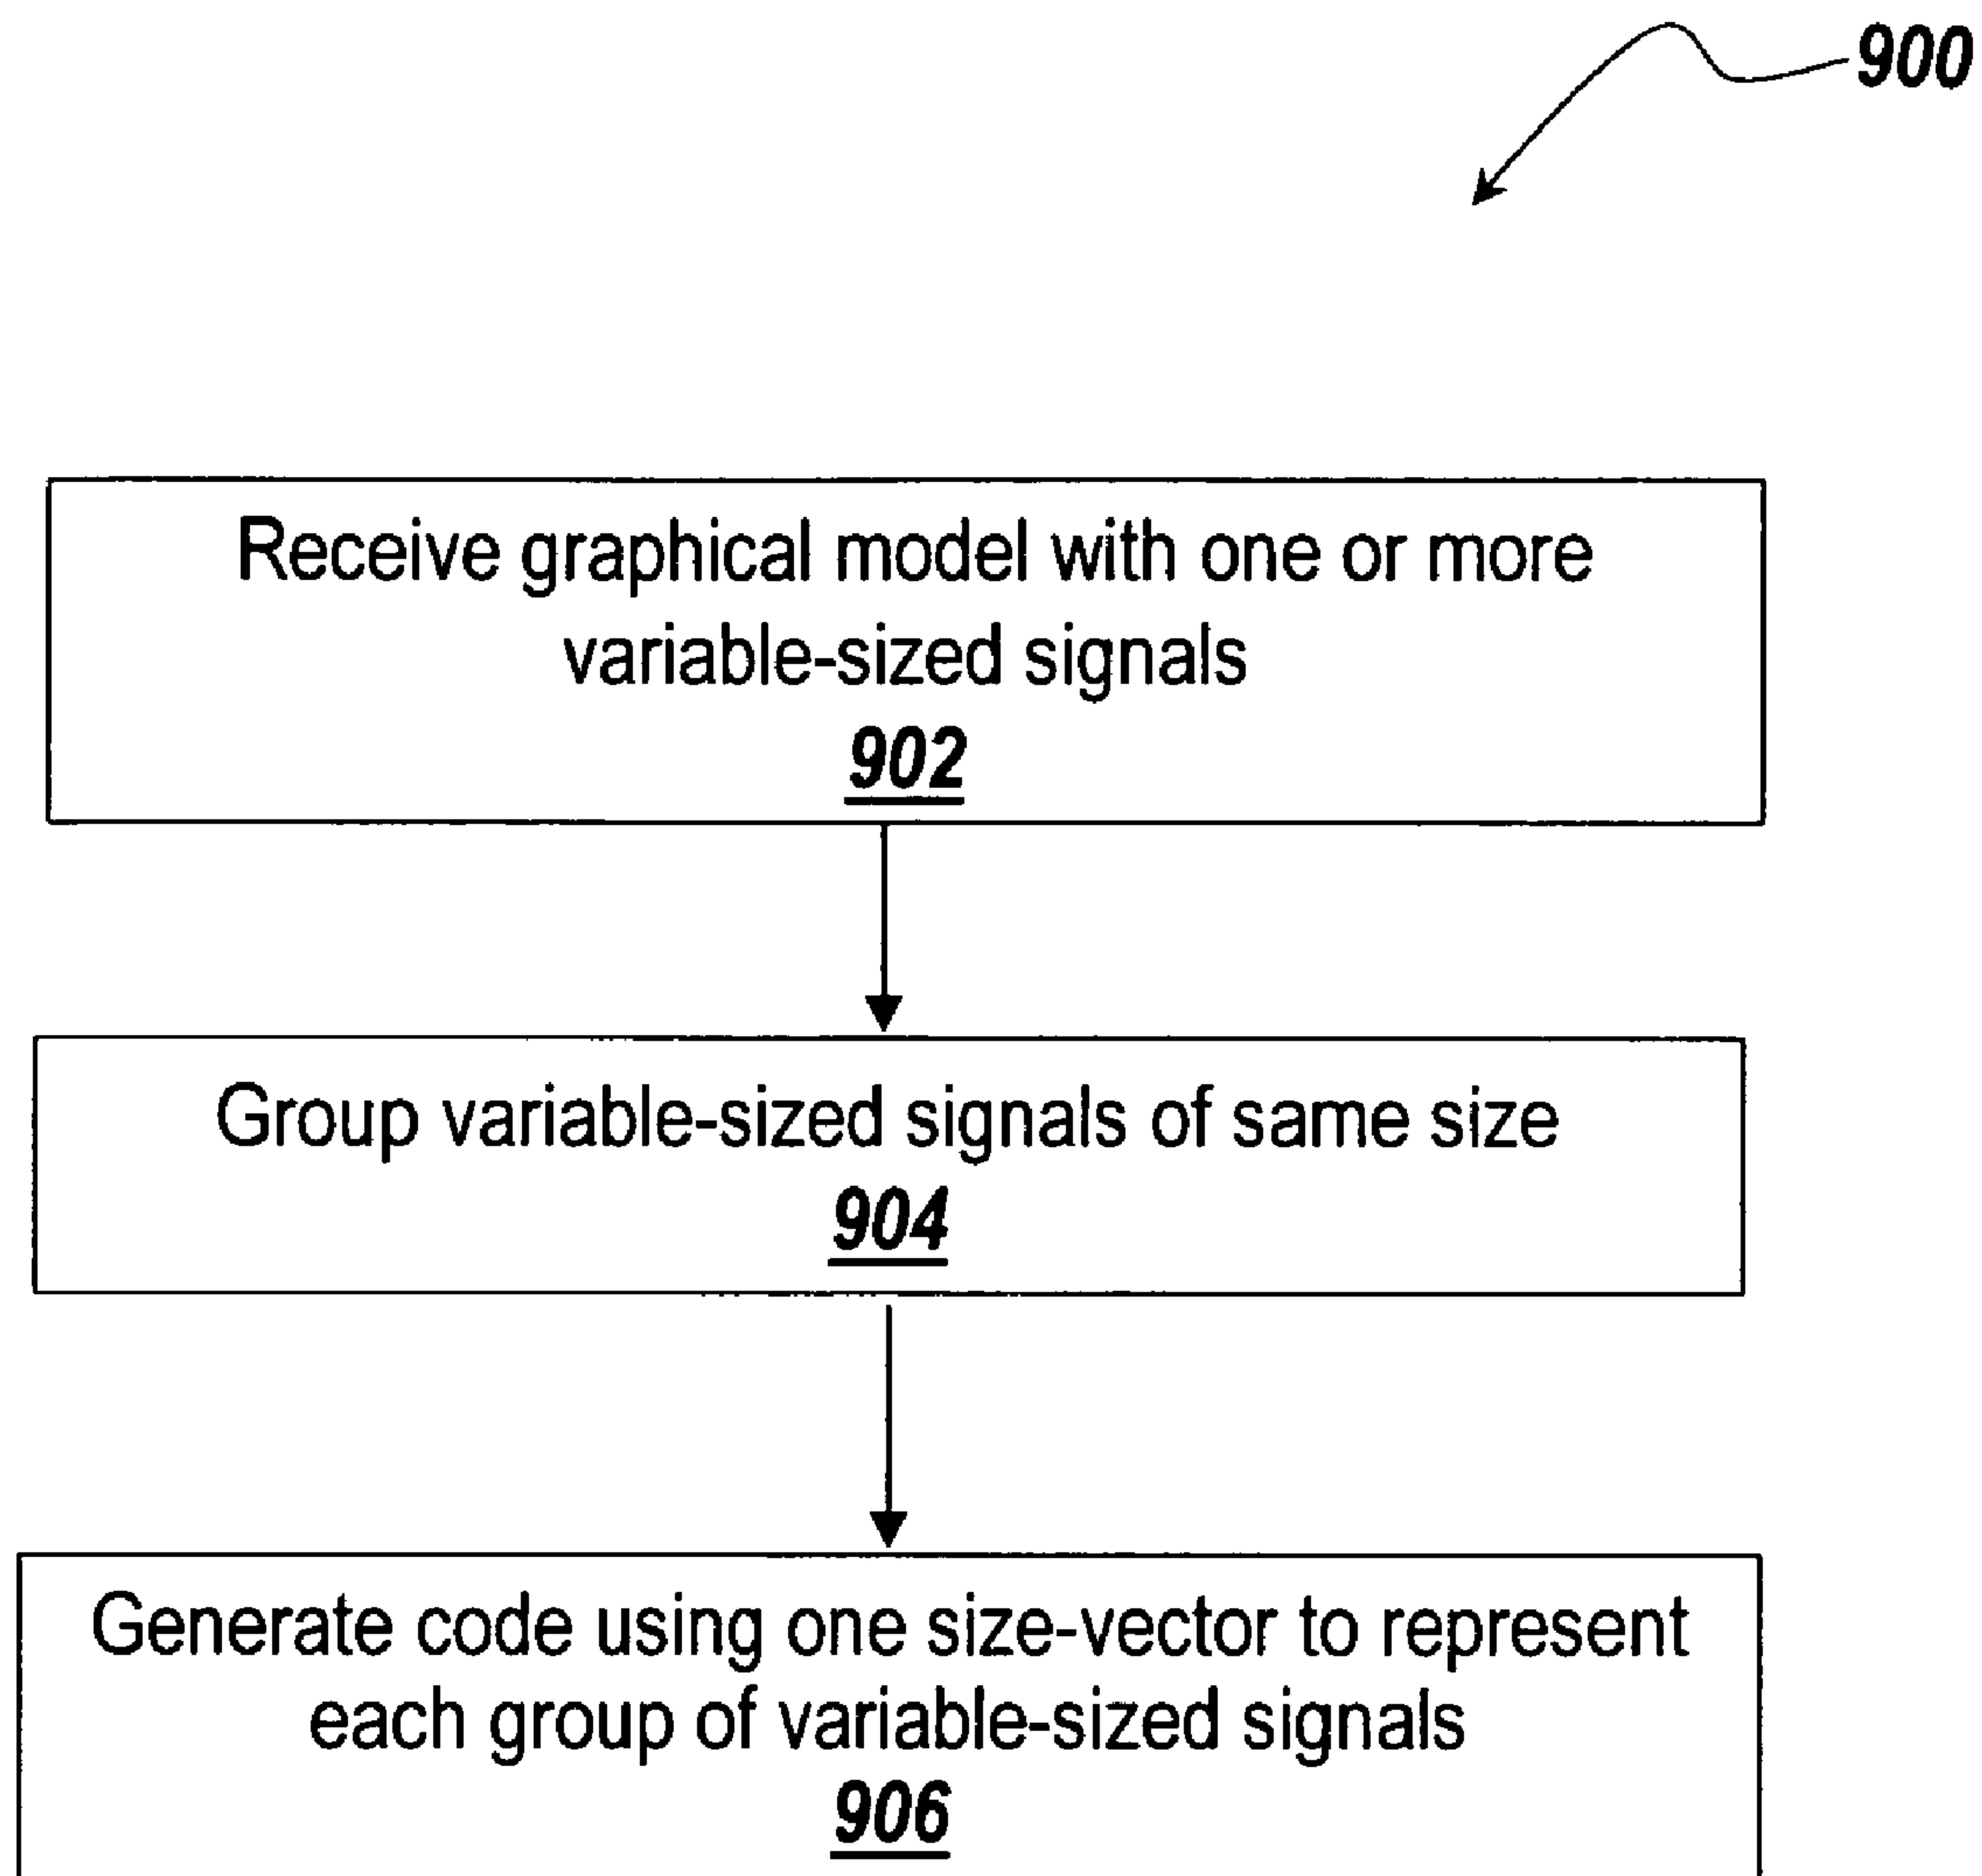 900
Receive graphical model with one or more
variable-sized signals
902
Group variable-sized signals of same size
904
Generate code using one size-vector to represent
each group of variable-sized signals
906